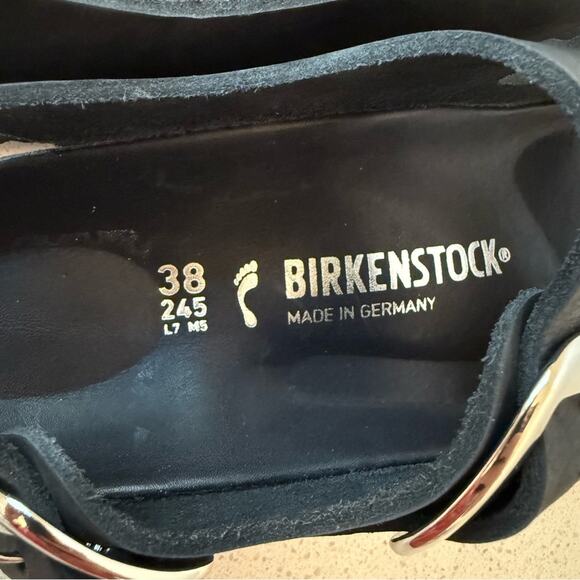 38
245
L7 M5
BIRKENSTOCK®
MADE IN GERMANY